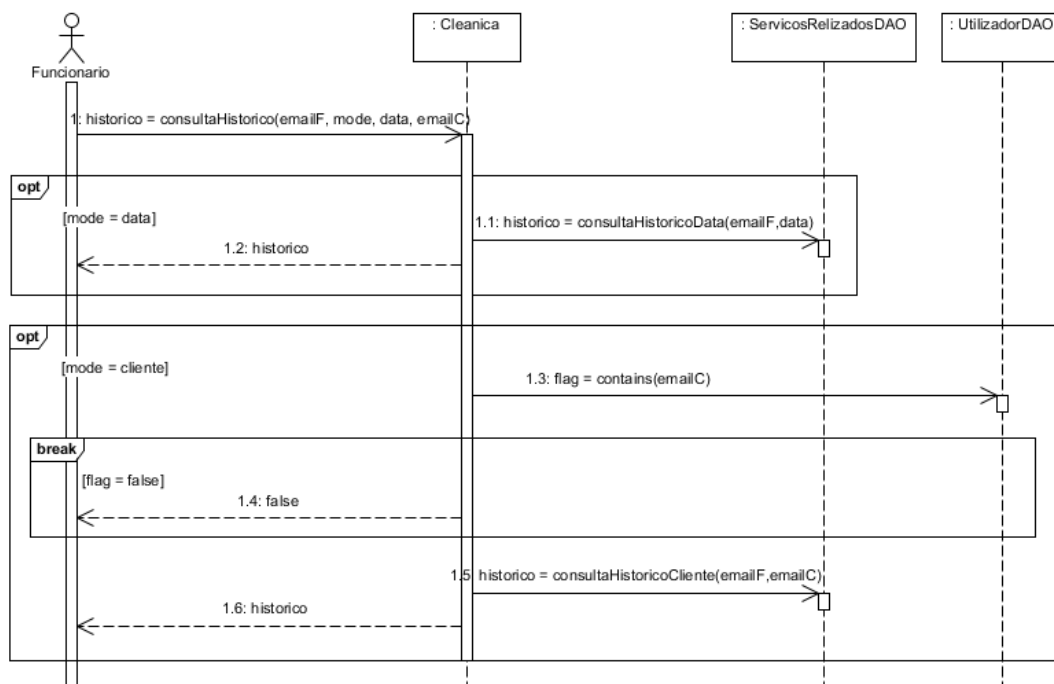 : Cleanica
: ServicosRelizadosDAO
: UtilizadorDAO
Funcionario
1: historico = consultaHistorico(emailF, mode, data, emailC)
opt
[mode = data]
1.1: historico = consultaHistoricoData(emailF,data)
1.2: historico
opt
[mode = cliente]
1.3: flag = contains(emailC)
break
[flag = false]
1.4: false
1.5: historico = consultaHistoricoCliente(emailF,emailC)
1.6: historico